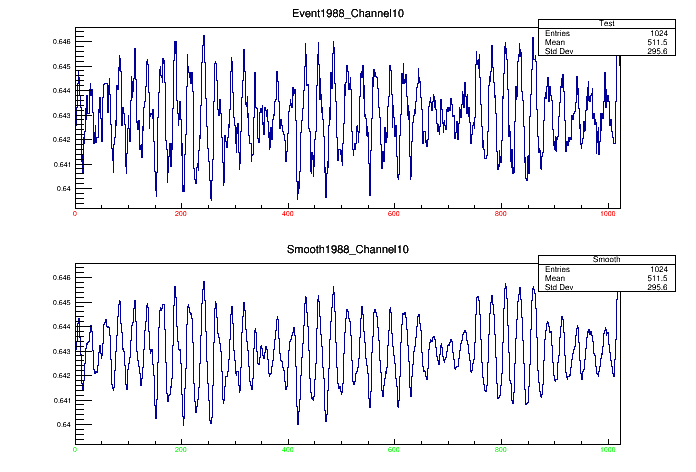 Event1988_Channel10
Test
Entries 1024
Mean 511.5
Std Dev 295.6
0.646
0.645
0.644
0.643
0.642
0.641
0.64
0 200 400 600 800 1000
Smooth1988_Channel10
Smooth
Entries 1024
Mean 511.5
Std Dev 295.6
0.646
0.645
0.644
0.643
0.642
0.641
0.64
0 200 400 600 800 1000